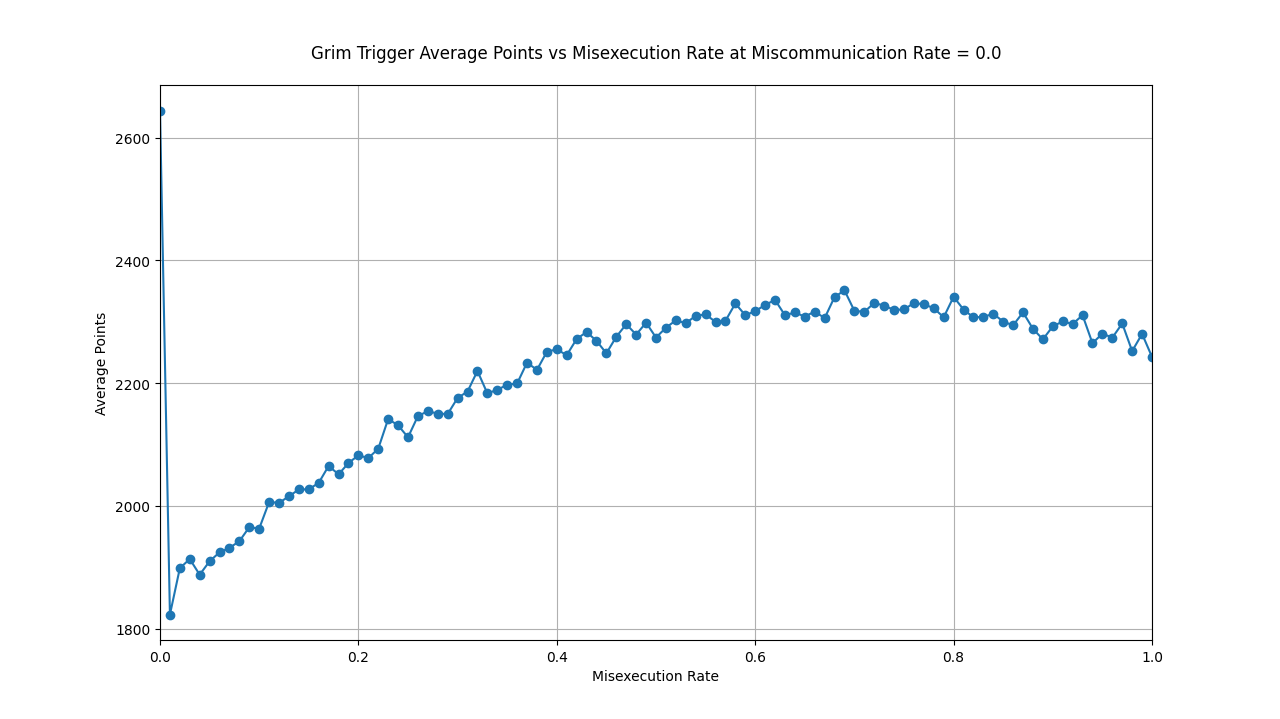 Grim Trigger Average Points vs Misexecution Rate at Miscommunication Rate = 0.0
2600
2400
2200
2000
1800
Average Points
0.0 0.2 0.4 0.6 0.8 1.0
Misexecution Rate